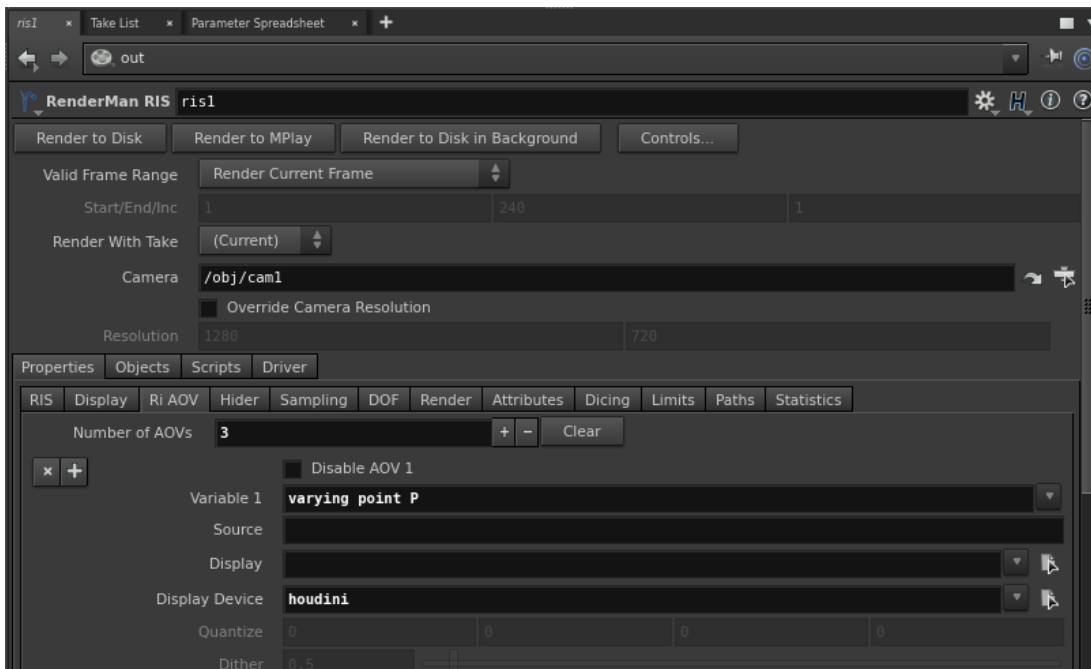 ris1 × Take List × Parameter Spreadsheet × +
out
RenderMan RIS ris1
Render to Disk Render to MPlay Render to Disk in Background Controls...
Valid Frame Range Render Current Frame
Start/End/Inc 1 240 1
Render With Take (Current)
Camera /obj/cam1
Override Camera Resolution
Resolution 1280 720
Properties Objects Scripts Driver
RIS Display Ri AOV Hider Sampling DOF Render Attributes Dicing Limits Paths Statistics
Number of AOVs 3 + - Clear
× + Disable AOV 1
Variable 1 varying point P
Source
Display
Display Device houdini
Quantize 0 0 0 0
Dither 0.5